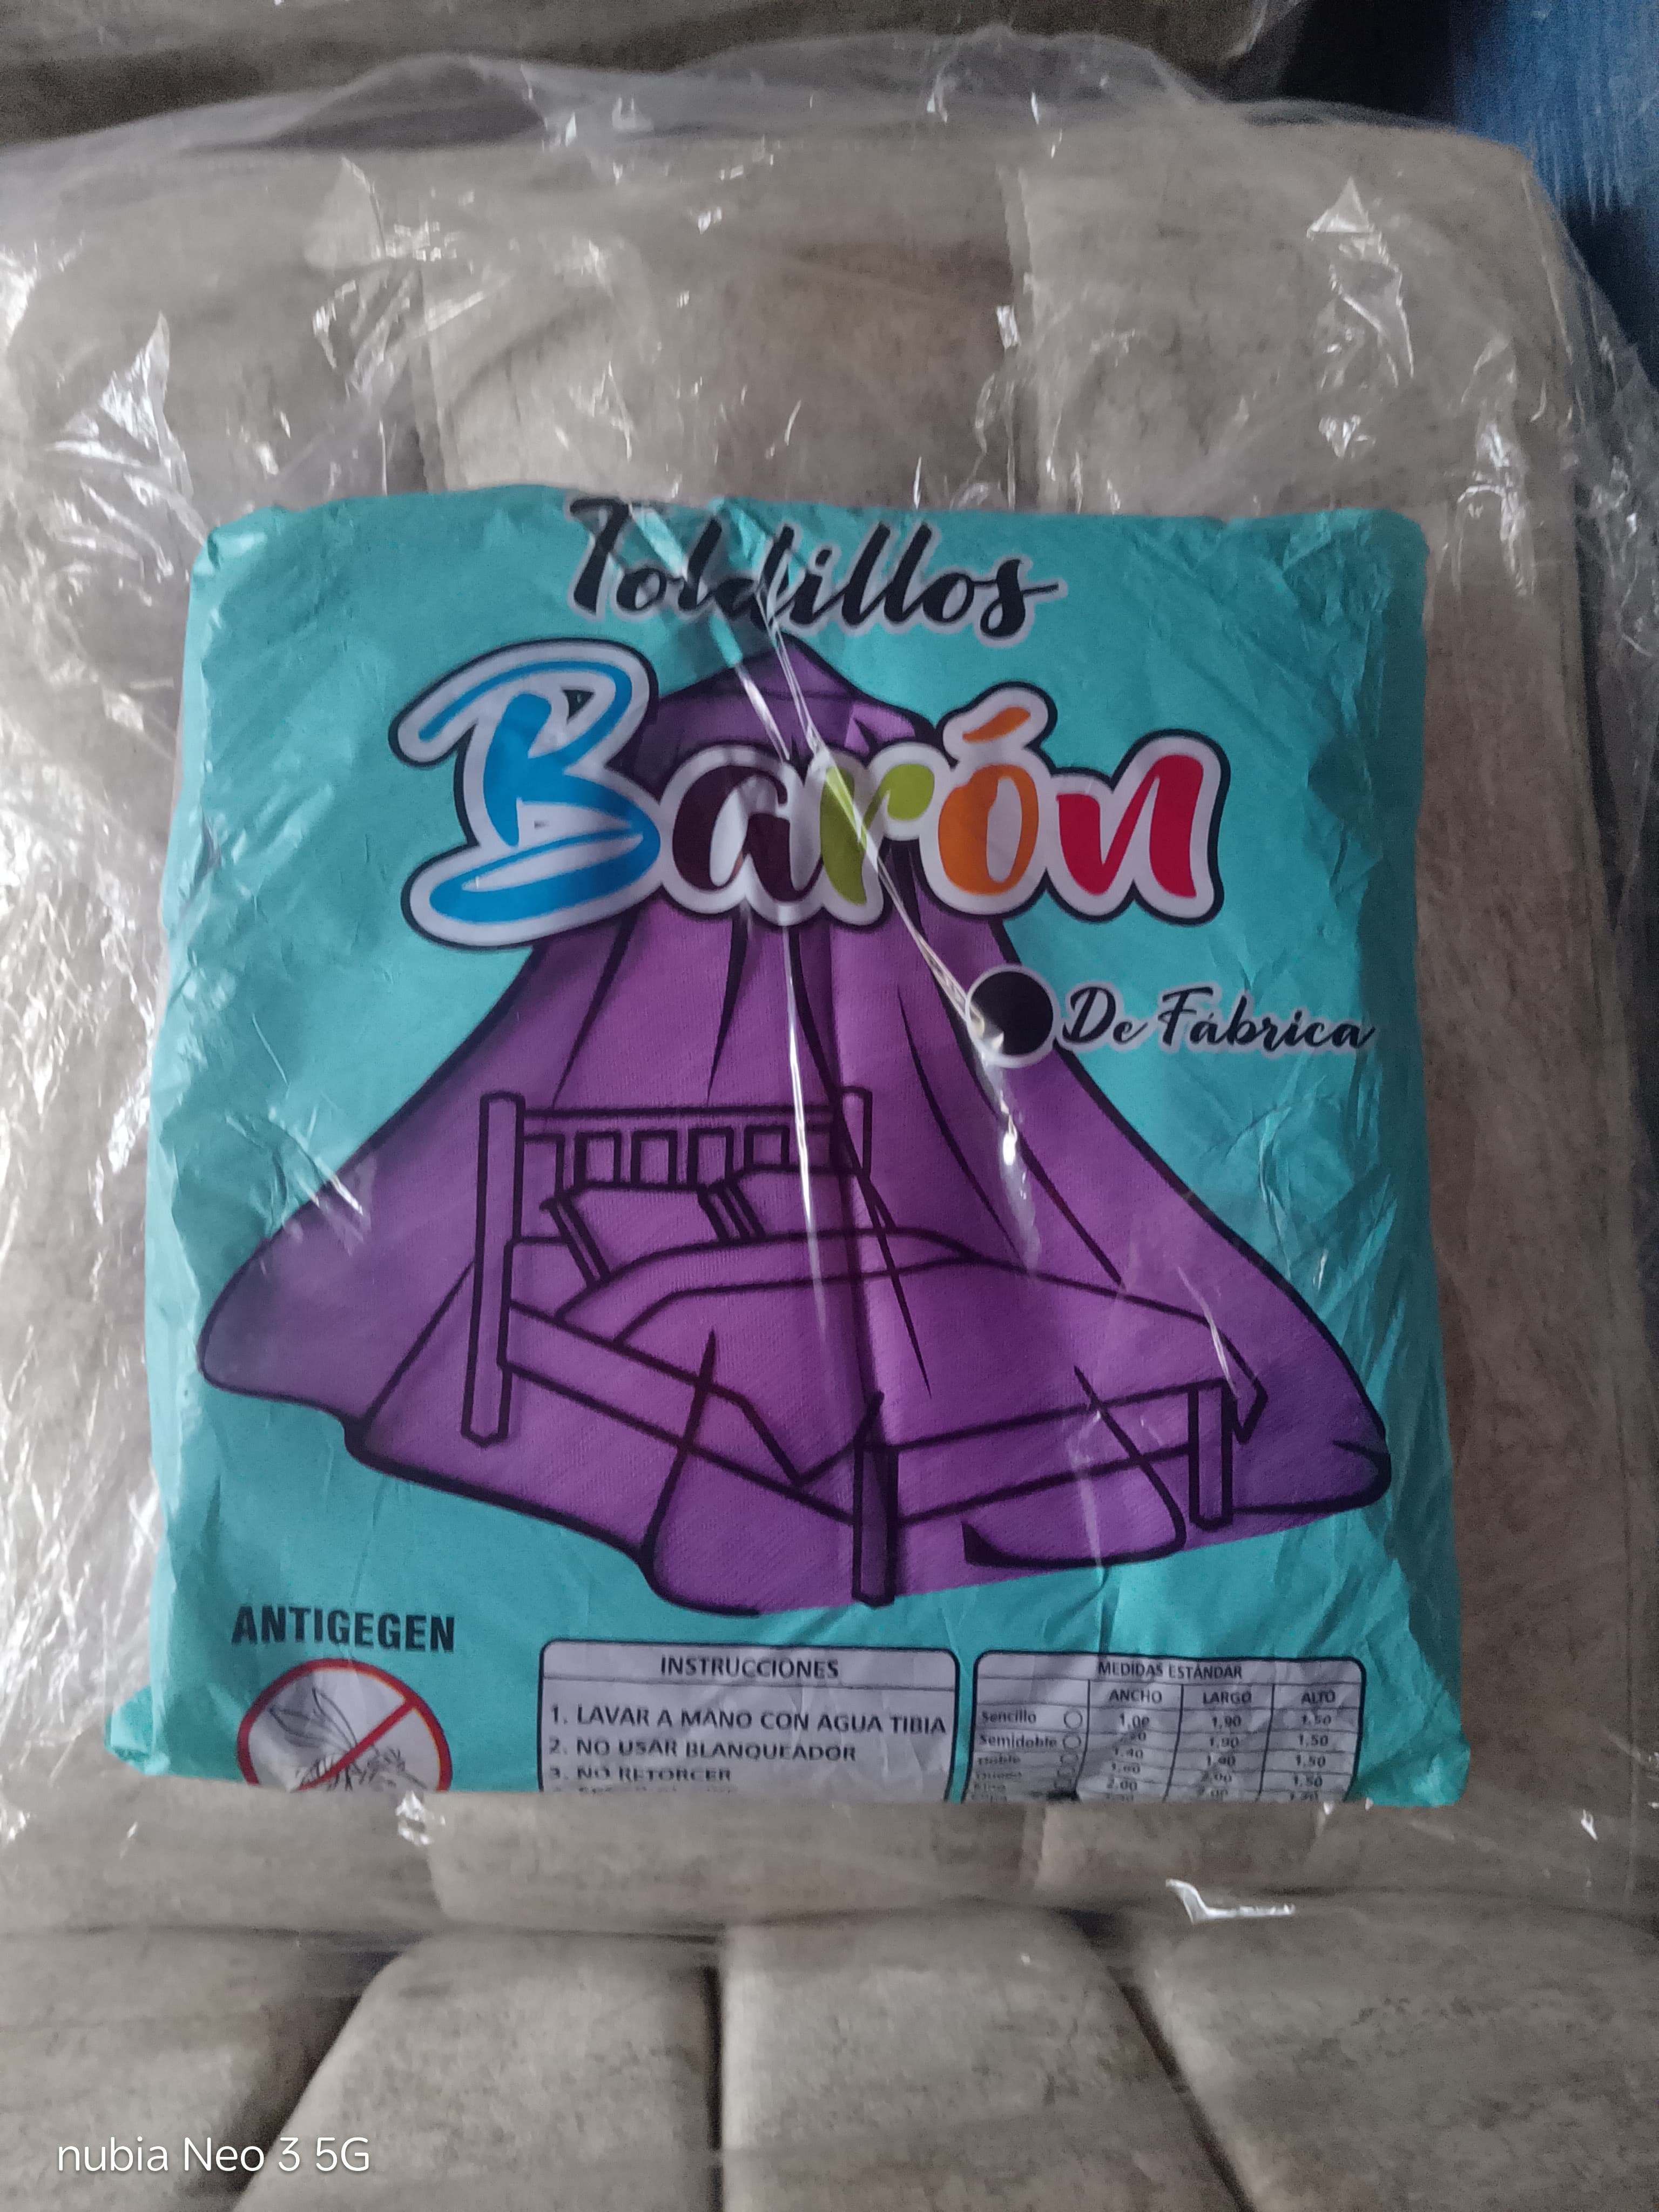 Toldillos
Barón
De Fábrica
ANTIGEGEN
INSTRUCCIONES
1. LAVAR A MANO CON AGUA TIBIA
2. NO USAR BLANQUEADOR
3. NO RETORCER
MEDIDAS ESTÁNDAR
ANCHO LARGO ALTO
Sencillo 1,00 1,90 1,50
Semidoble 1,90 1,50
Doble 1,40 1,90 1,50
1,60 2,00 1,50
2,00 2,00
nubia Neo 3 5G